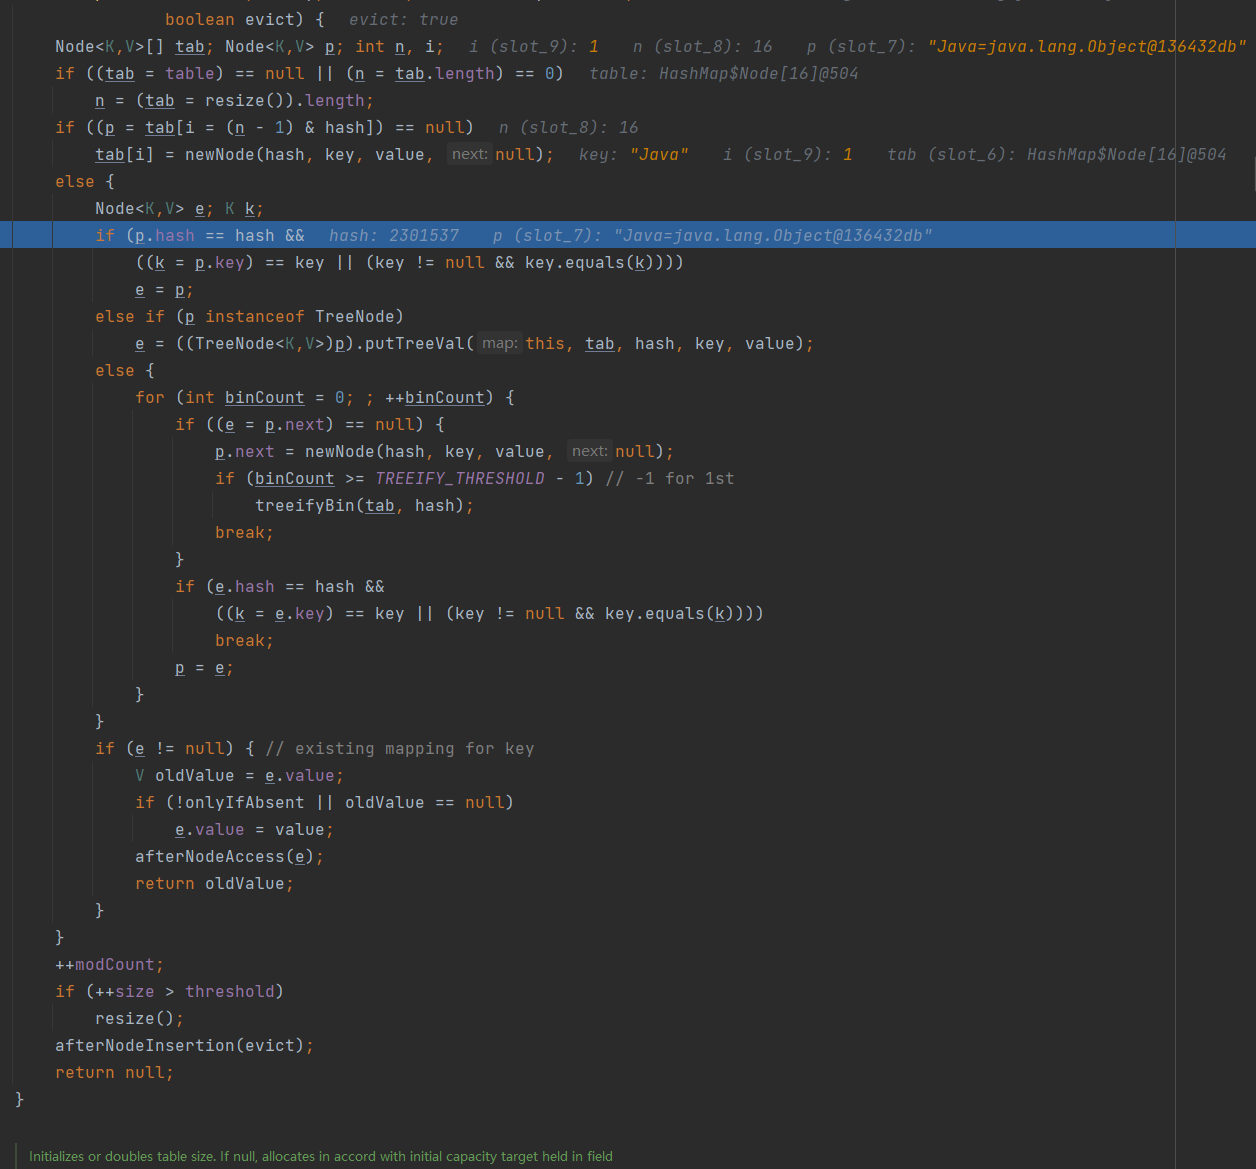 boolean evict) {   evict: true
Node<K,V>[] tab; Node<K,V> p; int n, i;   i (slot_9): 1    n (slot_8): 16    p (slot_7): "Java=java.lang.Object@136432db"
if ((tab = table) == null || (n = tab.length) == 0)   table: HashMap$Node[16]@504
n = (tab = resize()).length;
if ((p = tab[i = (n - 1) & hash]) == null)   n (slot_8): 16
tab[i] = newNode(hash, key, value, next: null);   key: "Java"    i (slot_9): 1    tab (slot_6): HashMap$Node[16]@504
else {
Node<K,V> e; K k;
if (p.hash == hash &&   hash: 2301537    p (slot_7): "Java=java.lang.Object@136432db"
((k = p.key) == key || (key != null && key.equals(k))))
e = p;
else if (p instanceof TreeNode)
e = ((TreeNode<K,V>)p).putTreeVal( map: this, tab, hash, key, value);
else {
for (int binCount = 0; ; ++binCount) {
if ((e = p.next) == null) {
p.next = newNode(hash, key, value, next: null);
if (binCount >= TREEIFY_THRESHOLD - 1) // -1 for 1st
treeifyBin(tab, hash);
break;
}
if (e.hash == hash &&
((k = e.key) == key || (key != null && key.equals(k))))
break;
p = e;
}
}
if (e != null) { // existing mapping for key
V oldValue = e.value;
if (!onlyIfAbsent || oldValue == null)
e.value = value;
afterNodeAccess(e);
return oldValue;
}
}
++modCount;
if (++size > threshold)
resize();
afterNodeInsertion(evict);
return null;
}
Initializes or doubles table size. If null, allocates in accord with initial capacity target held in field